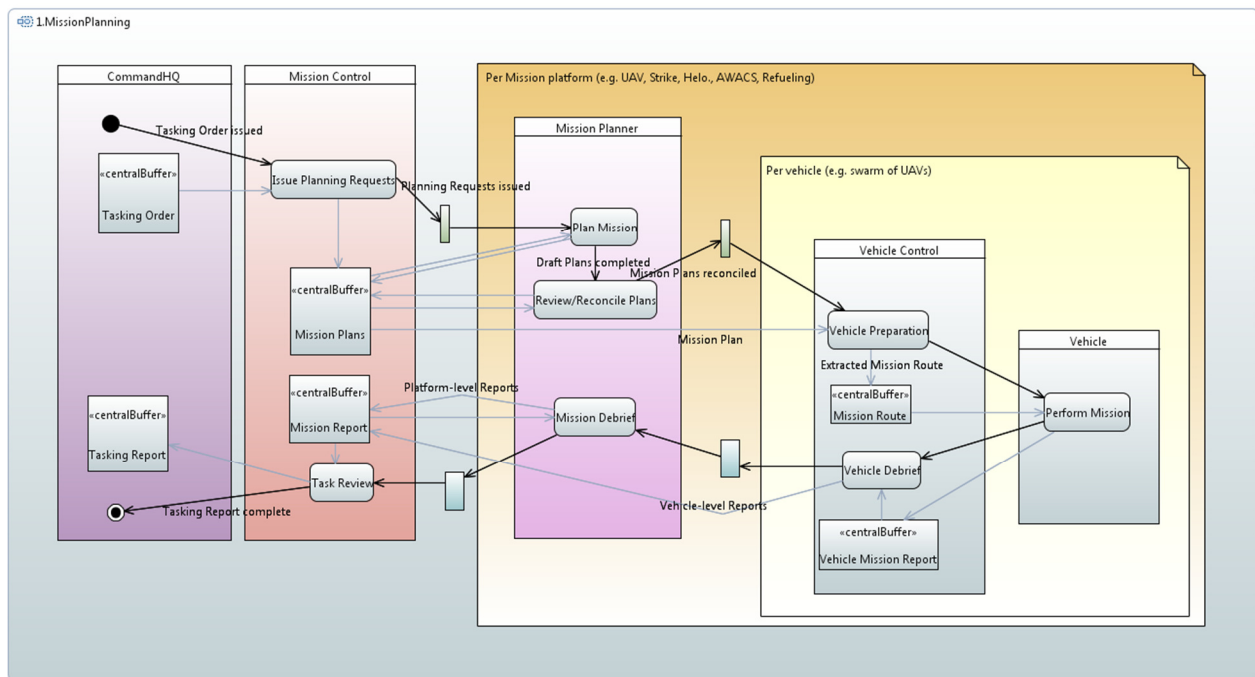 1.MissionPlanning
CommandHQ
Mission Control
Per Mission platform (e.g. UAV, Strike, Helo., AWACS, Refueling)
Mission Planner
Tasking Order issued
Per vehicle (e.g. swarm of UAVs)
«centralBuffer»
Tasking Order
Issue Planning Requests
Planning Requests issued
Plan Mission
Draft Plans completed
Mission Plans reconciled
Vehicle Control
«centralBuffer»
Mission Plans
Review/Reconcile Plans
Mission Plan
Vehicle Preparation
Vehicle
Extracted Mission Route
«centralBuffer»
Mission Route
Perform Mission
«centralBuffer»
Tasking Report
«centralBuffer»
Mission Report
Platform-level Reports
Mission Debrief
Task Review
Vehicle Debrief
Tasking Report complete
Vehicle-level Reports
«centralBuffer»
Vehicle Mission Report